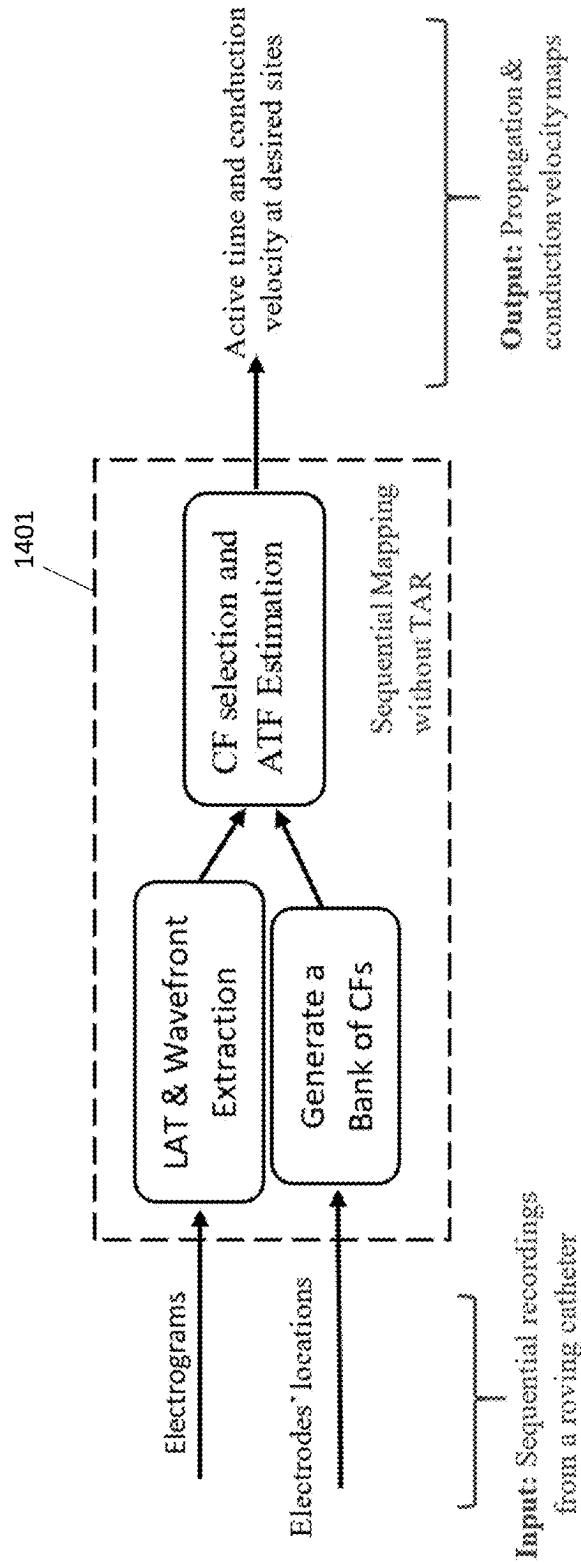 1401
Electrograms
Electrodes' locations
Input: Sequential recordings
from a roving catheter
LAT & Wavefront
Extraction
Generate a
Bank of CFs
CF selection and
ATF Estimation
Sequential Mapping
without TAR
Active time and conduction
velocity at desired sites
Output: Propagation &
conduction velocity maps